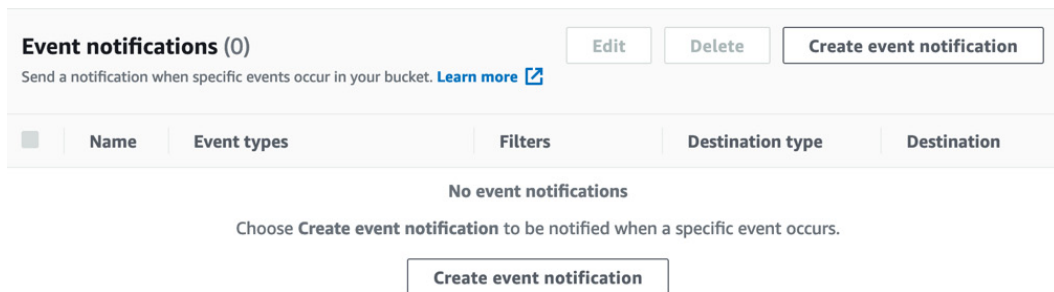 Event notifications (0)
Edit
Delete
Create event notification
Send a notification when specific events occur in your bucket. Learn more
Name
Event types
Filters
Destination type
Destination
No event notifications
Choose Create event notification to be notified when a specific event occurs.
Create event notification